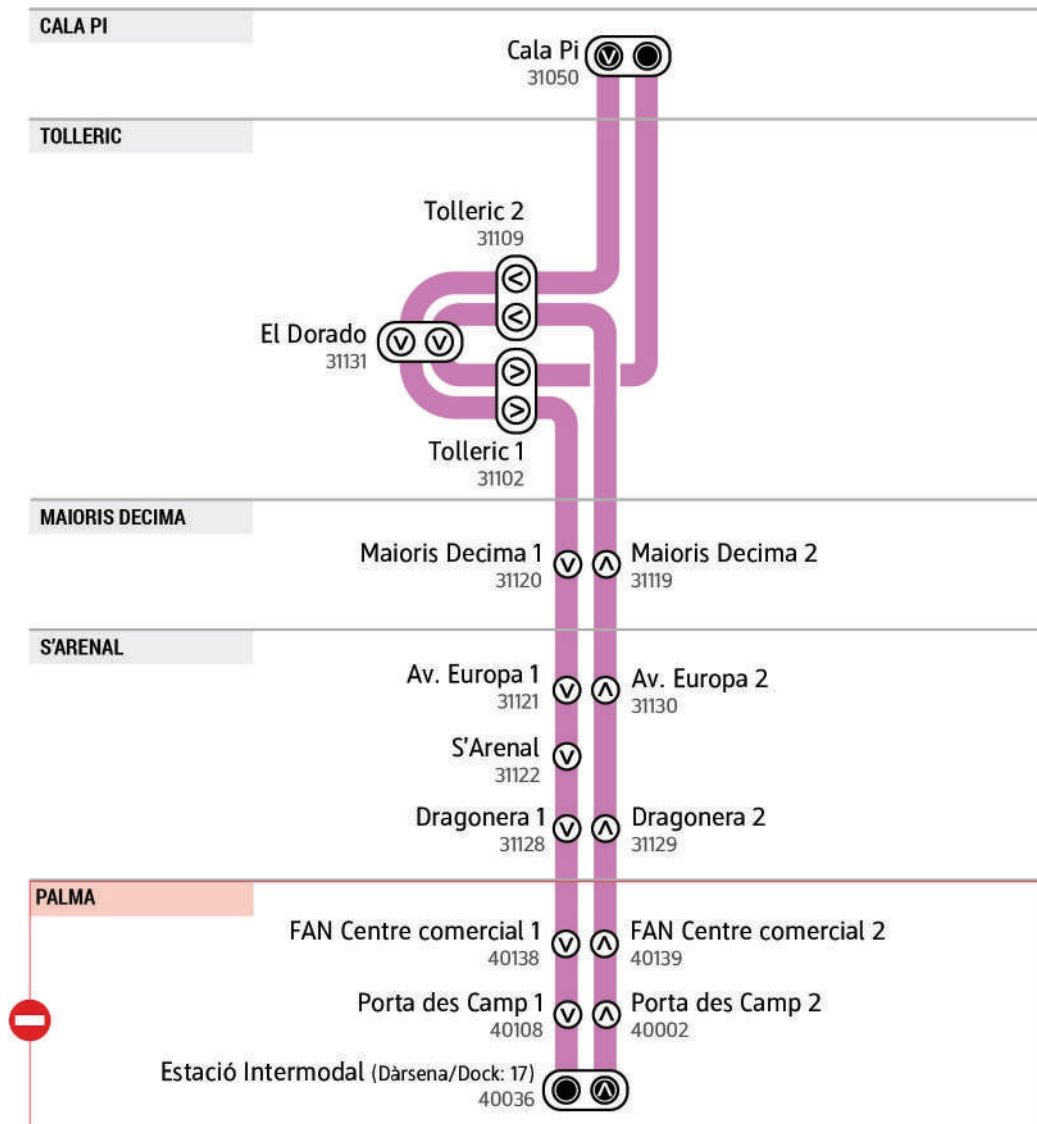 CALA PI
Cala Pi
31050
TOLLERIC
Tolleric 2
31109
El Dorado
31131
Tolleric 1
31102
MAIORIS DECIMA
Maioris Decima 1
31120
Maioris Decima 2
31119
S'ARENAL
Av. Europa 1
31121
Av. Europa 2
31130
S'Arenal
31122
Dragonera 1
31128
Dragonera 2
31129
PALMA
FAN Centre comercial 1
40138
FAN Centre comercial 2
40139
Porta des Camp 1
40108
Porta des Camp 2
40002
Estació Intermodal (Dàrsena/Dock: 17)
40036